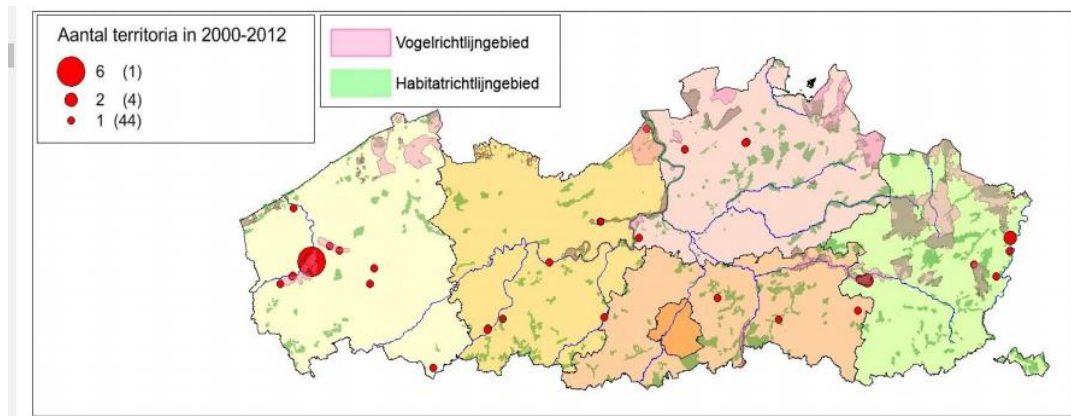 Aantal territoria in 2000-2012
6 (1)
2 (4)
1 (44)
Vogelrichtlijngebied
Habitatrichtlijngebied